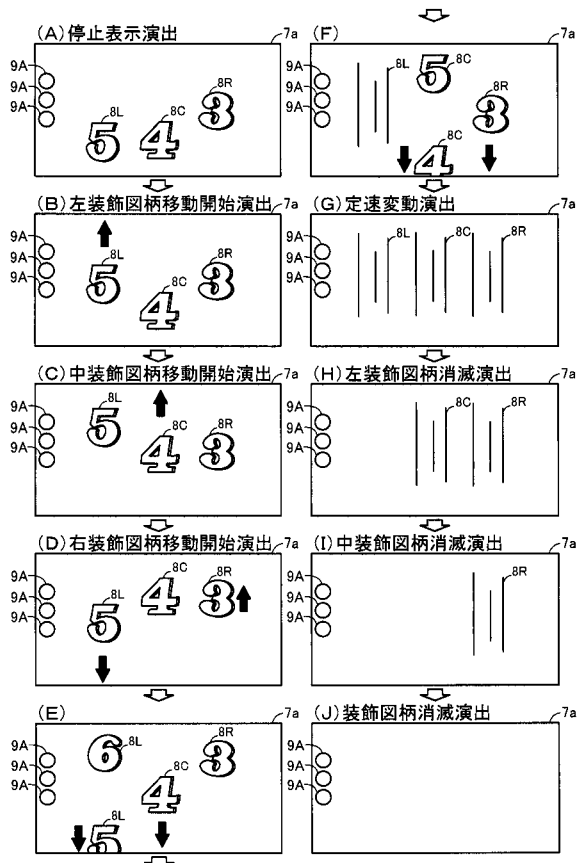 (A)停止表示演出
7a
9A
9A
9A
8L
5
8C
4
8R
3
(B)左装飾図柄移動開始演出
7a
9A
9A
9A
8L
5
8C
4
8R
3
(C)中装飾図柄移動開始演出
7a
9A
9A
9A
8L
5
8C
4
8R
3
(D)右装飾図柄移動開始演出
7a
9A
9A
9A
8L
5
8C
4
8R
3
(E)
7a
9A
9A
9A
6
8L
8R
3
8C
4
8L
5
(F)
7a
9A
9A
9A
8L
5
8C
8R
3
8C
4
(G)定速変動演出
7a
9A
9A
9A
8L
8C
8R
(H)左装飾図柄消滅演出
7a
9A
9A
9A
8C
8R
(I)中装飾図柄消滅演出
7a
9A
9A
9A
8R
(J)装飾図柄消滅演出
7a
9A
9A
9A